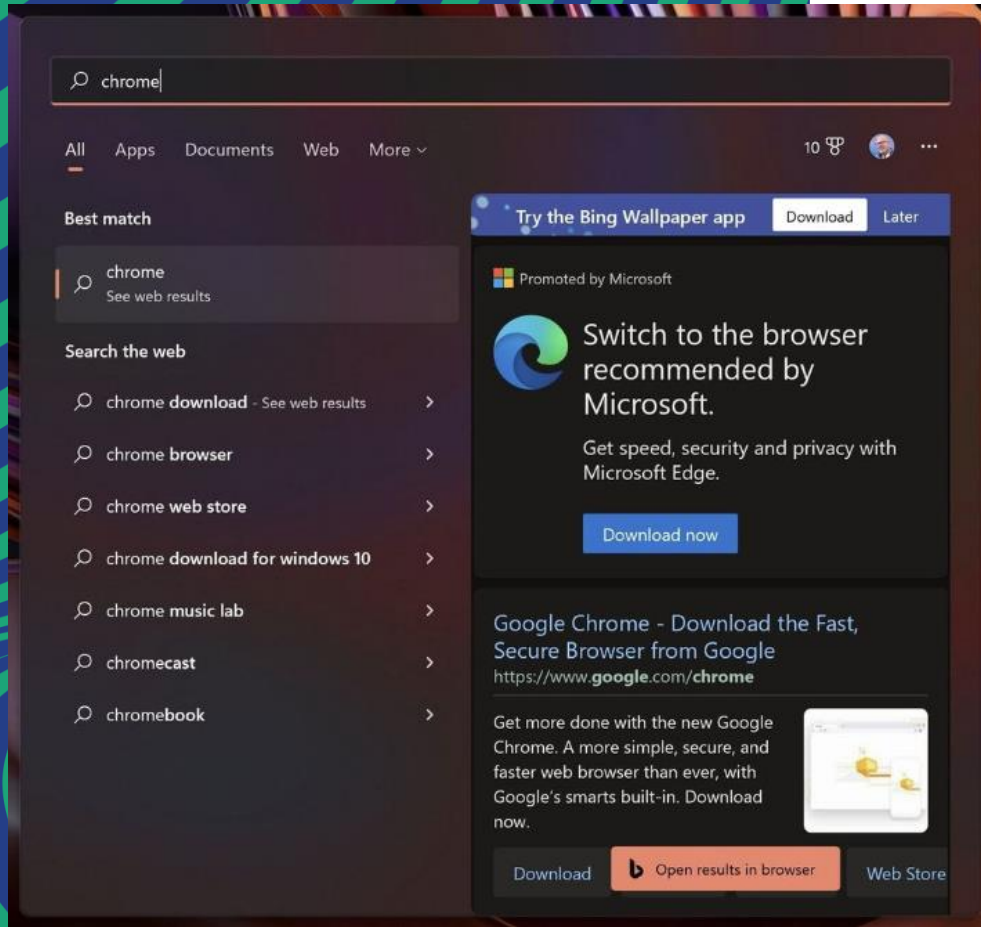 chrome
All Apps Documents Web More
10
Best match
chrome
See web results
Search the web
chrome download - See web results
chrome browser
chrome web store
chrome download for windows 10
chrome music lab
chromecast
chromebook
Try the Bing Wallpaper app Download Later
Promoted by Microsoft
Switch to the browser
recommended by
Microsoft.
Get speed, security and privacy with
Microsoft Edge.
Download now
Google Chrome - Download the Fast,
Secure Browser from Google
https://www.google.com/chrome
Get more done with the new Google
Chrome. A more simple, secure, and
faster web browser than ever, with
Google's smarts built-in. Download
now.
Download Open results in browser Web Store